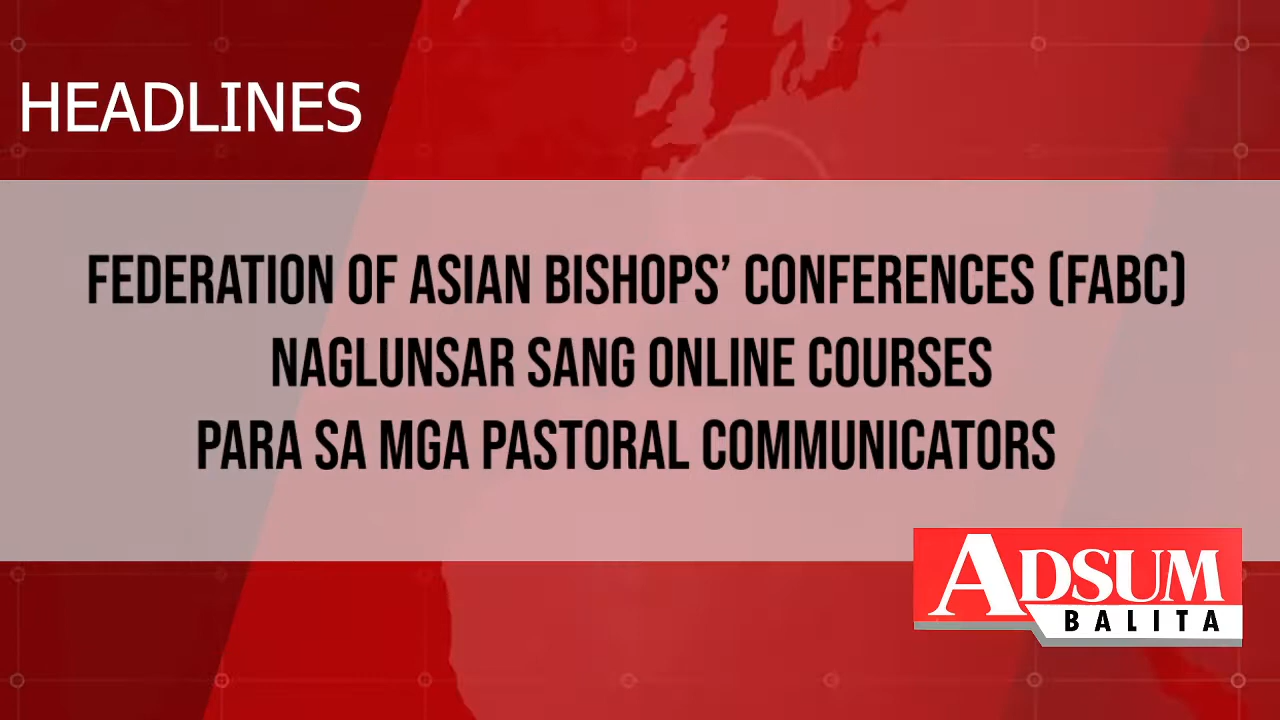 HEADLINES
FEDERATION OF ASIAN BISHOPS’ CONFERENCES (FABC)
NAGLUNSAR SANG ONLINE COURSES
PARA SA MGA PASTORAL COMMUNICATORS
ADSUM
BALITA